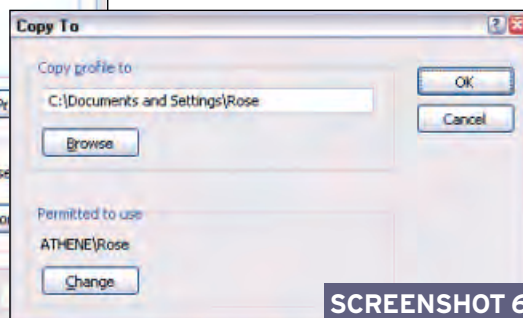 Copy To
Copy profile to
C:\Documents and Settings\Rose
Browse
OK
Cancel
Permitted to use
ATHENE\Rose
Change
SCREENSHOT 6